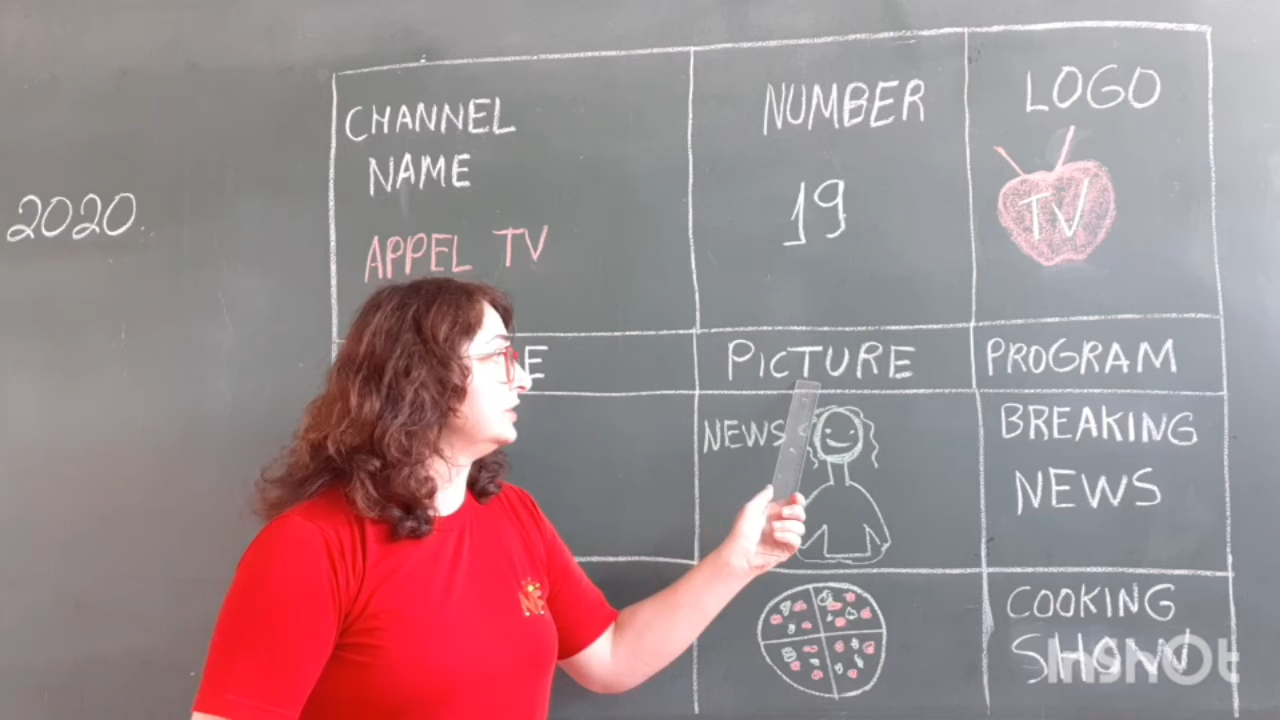 2020.
CHANNEL
NAME
APPEL TV
NUMBER
19
LOGO
TV
PICTURE
PROGRAM
NEWS
BREAKING
NEWS
COOKING
SHOW
InShOt